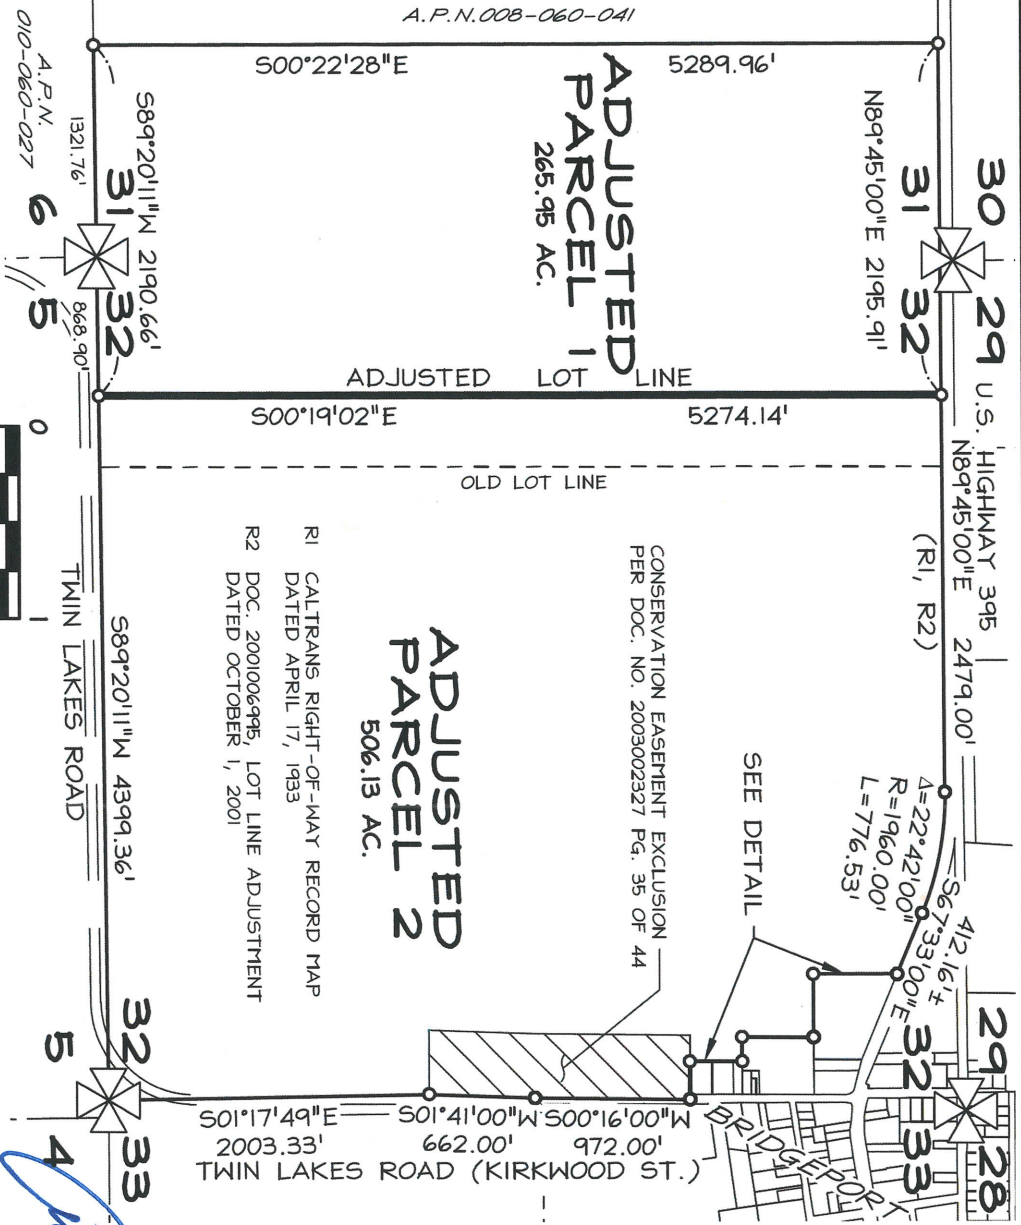 A.P.N. 008-060-041
S00°22'28"E
5289.96'
A.P.N.
010-060-027
S89°20'11"W 2190.66'
1321.76'
868.90'
31
32
6
5
ADJUSTED
PARCEL 1
265.95 AC.
N89°45'00"E 2195.91'
31
32
30
29
U.S. HIGHWAY 395
N89°45'00"E 2479.00'
(R1, R2)
ADJUSTED LOT LINE
S00°19'02"E
5274.14'
OLD LOT LINE
0
1
TWIN LAKES ROAD
S89°20'11"W 4399.36'
R1 CALTRANS RIGHT-OF-WAY RECORD MAP
DATED APRIL 17, 1933
R2 DOC. 2001006995, LOT LINE ADJUSTMENT
DATED OCTOBER 1, 2001
CONSERVATION EASEMENT EXCLUSION
PER DOC. NO. 2003002327 PG. 35 OF 44
ADJUSTED
PARCEL 2
506.13 AC.
SEE DETAIL
Δ=22°42'00"
R=1960.00'
L=776.53'
412.16'±
S67°33'00"E
29
28
32
33
32
33
5
4
S01°17'49"E
2003.33'
S01°41'00"W
662.00'
S00°16'00"W
972.00'
TWIN LAKES ROAD (KIRKWOOD ST.)
BRIDGEPORT